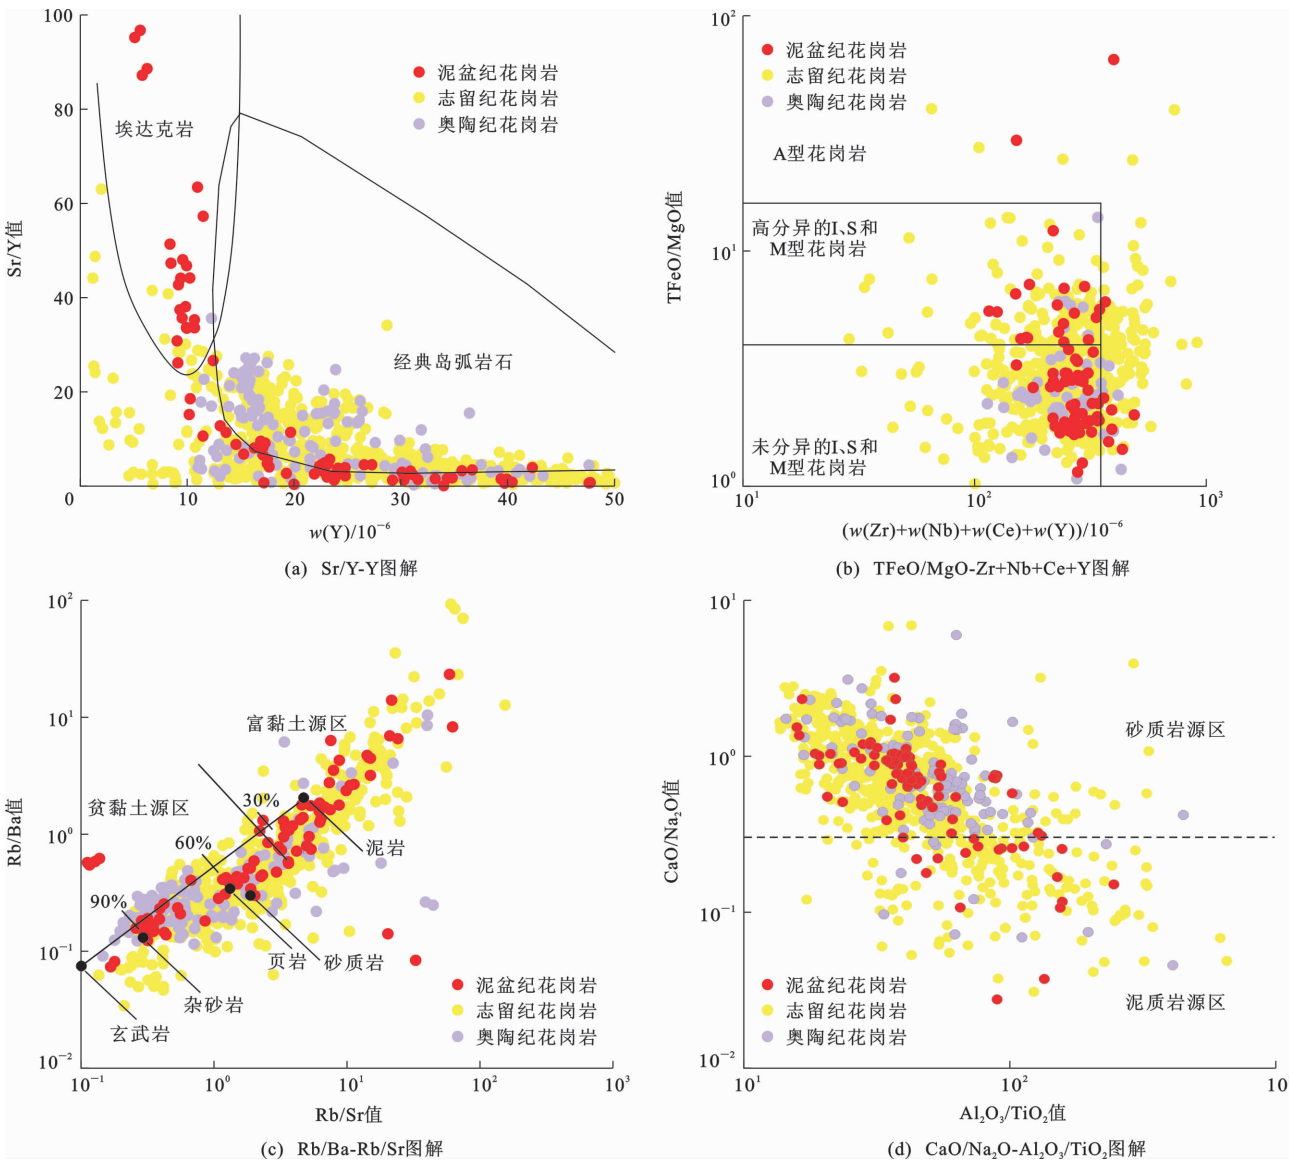 100
80
60
40
20
0
10
20
30
40
50
Sr/Y值
w(Y)/10⁻⁶
泥盆纪花岗岩
志留纪花岗岩
奥陶纪花岗岩
埃达克岩
经典岛弧岩石
(a) Sr/Y-Y图解
10²
10¹
10⁰
10¹
10²
10³
TFeO/MgO值
(w(Zr)+w(Nb)+w(Ce)+w(Y))/10⁻⁶
泥盆纪花岗岩
志留纪花岗岩
奥陶纪花岗岩
A型花岗岩
高分异的I、S和
M型花岗岩
未分异的I、S和
M型花岗岩
(b) TFeO/MgO-Zr+Nb+Ce+Y图解
10²
10¹
10⁰
10⁻¹
10⁻²
10⁻¹
10⁰
10¹
10²
10³
Rb/Ba值
Rb/Sr值
富黏土源区
贫黏土源区
30%
60%
90%
泥岩
砂质岩
页岩
杂砂岩
玄武岩
泥盆纪花岗岩
志留纪花岗岩
奥陶纪花岗岩
(c) Rb/Ba-Rb/Sr图解
10¹
10⁰
10⁻¹
10⁻²
10¹
10²
10
CaO/Na₂O值
Al₂O₃/TiO₂值
砂质岩源区
泥质岩源区
泥盆纪花岗岩
志留纪花岗岩
奥陶纪花岗岩
(d) CaO/Na₂O-Al₂O₃/TiO₂图解